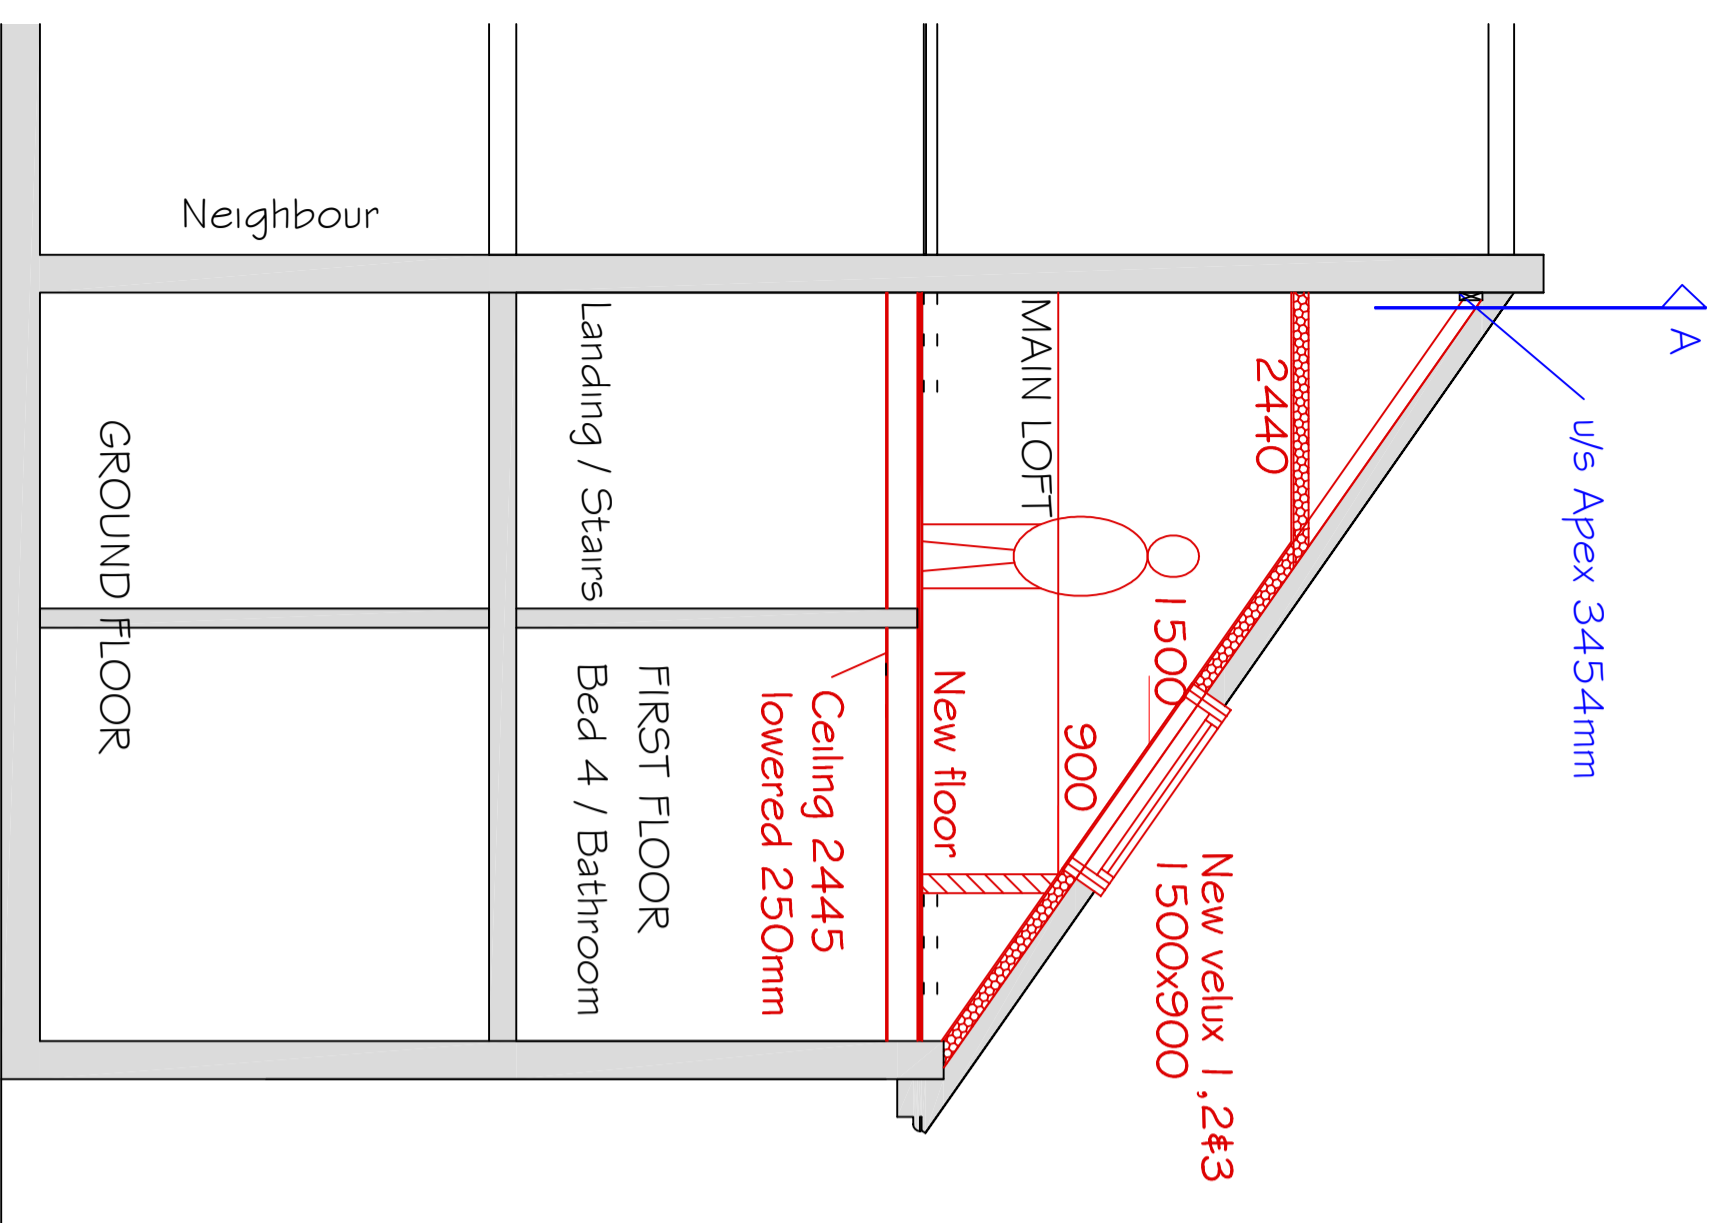 A
u/s Apex 3454mm
2440
New velux 1,2&3
1500x900
1500
900
MAIN LOFT
New floor
Ceiling 2445
lowered 250mm
FIRST FLOOR
Landing / Stairs
Bed 4 / Bathroom
Neighbour
GROUND FLOOR